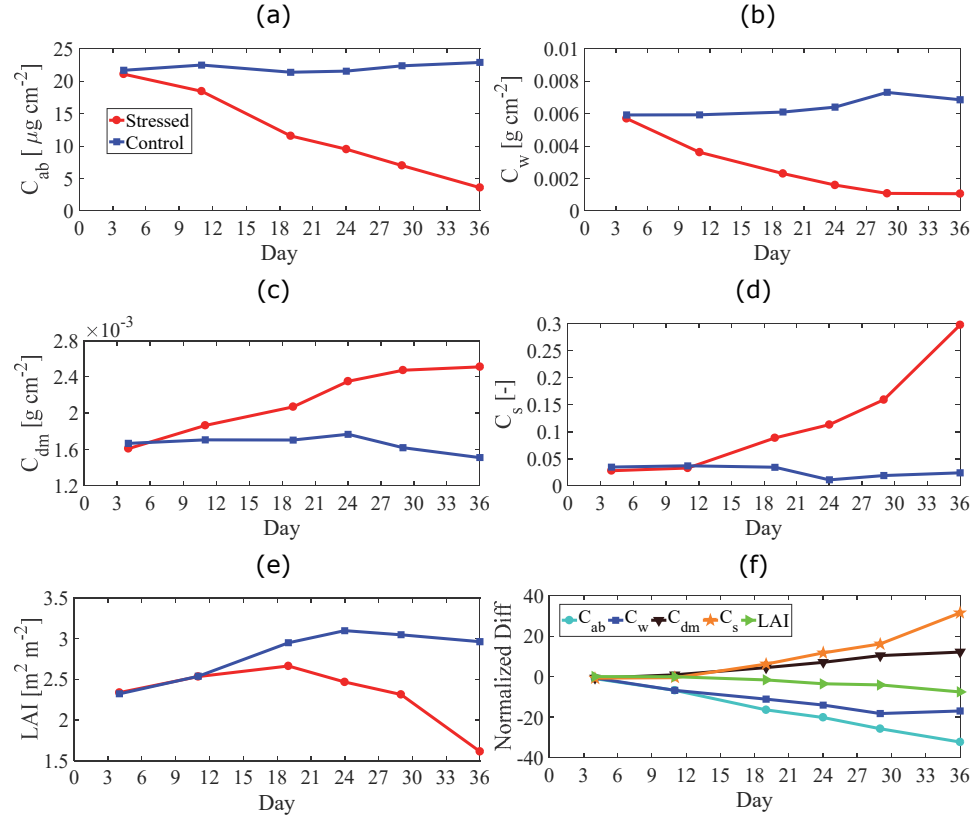 (a)
25
20
15
10
5
0
C_ab [ μg cm^-2]
Stressed
Control
0 3 6 9 12 15 18 21 24 27 30 33 36
Day
(b)
0.01
0.008
0.006
0.004
0.002
0
C_w [g cm^-2]
0 3 6 9 12 15 18 21 24 27 30 33 36
Day
(c)
×10^-3
2.8
2.4
2
1.6
1.2
C_dm [g cm^-2]
0 3 6 9 12 15 18 21 24 27 30 33 36
Day
(d)
0.3
0.25
0.2
0.15
0.1
0.05
0
C_s [-]
0 3 6 9 12 15 18 21 24 27 30 33 36
Day
(e)
3.5
3
2.5
2
1.5
LAI [m^2 m^-2]
0 3 6 9 12 15 18 21 24 27 30 33 36
Day
(f)
40
20
0
-20
-40
Normalized Diff
C_ab C_w C_dm C_s LAI
0 3 6 9 12 15 18 21 24 27 30 33 36
Day